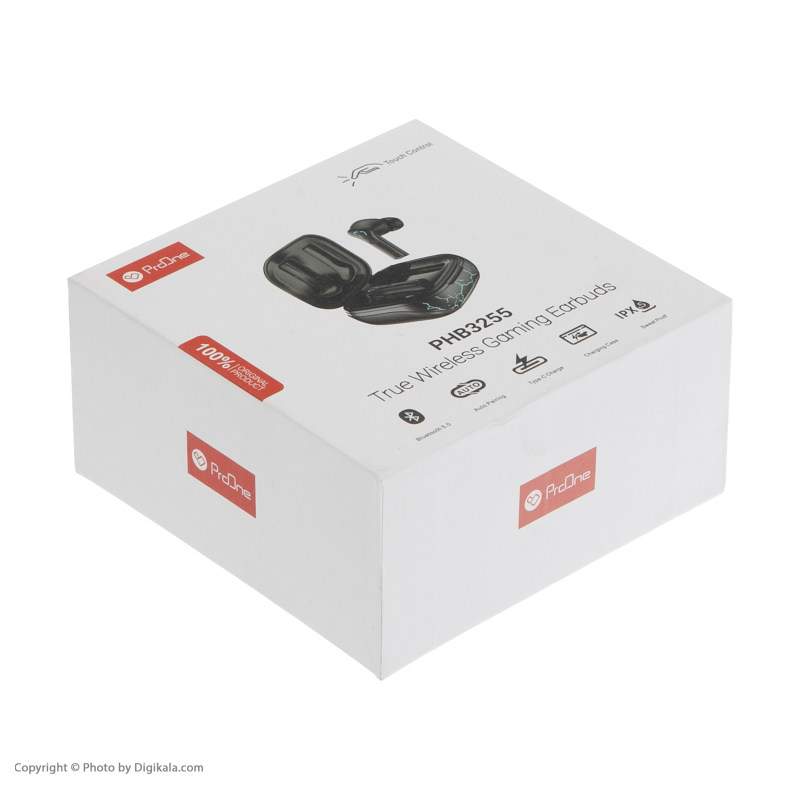 Touch Control
ProOne
100% ORIGINAL
PRODUCT
PHB3255
True Wireless Gaming Earbuds
AUTO
IPX5
Bluetooth 5.0
Auto Pairing
Type C Charge
Charging Case
Sweat Proof
ProOne
ProOne
Copyright © Photo by Digikala.com